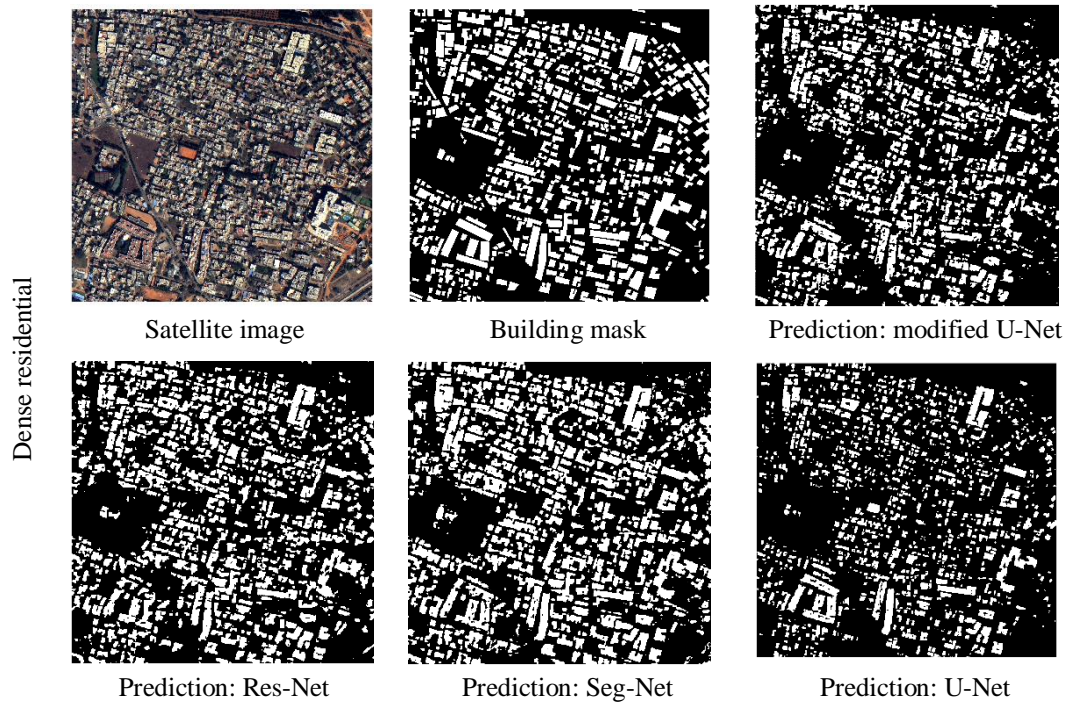 Dense residential
Satellite image
Building mask
Prediction: modified U-Net
Prediction: Res-Net
Prediction: Seg-Net
Prediction: U-Net